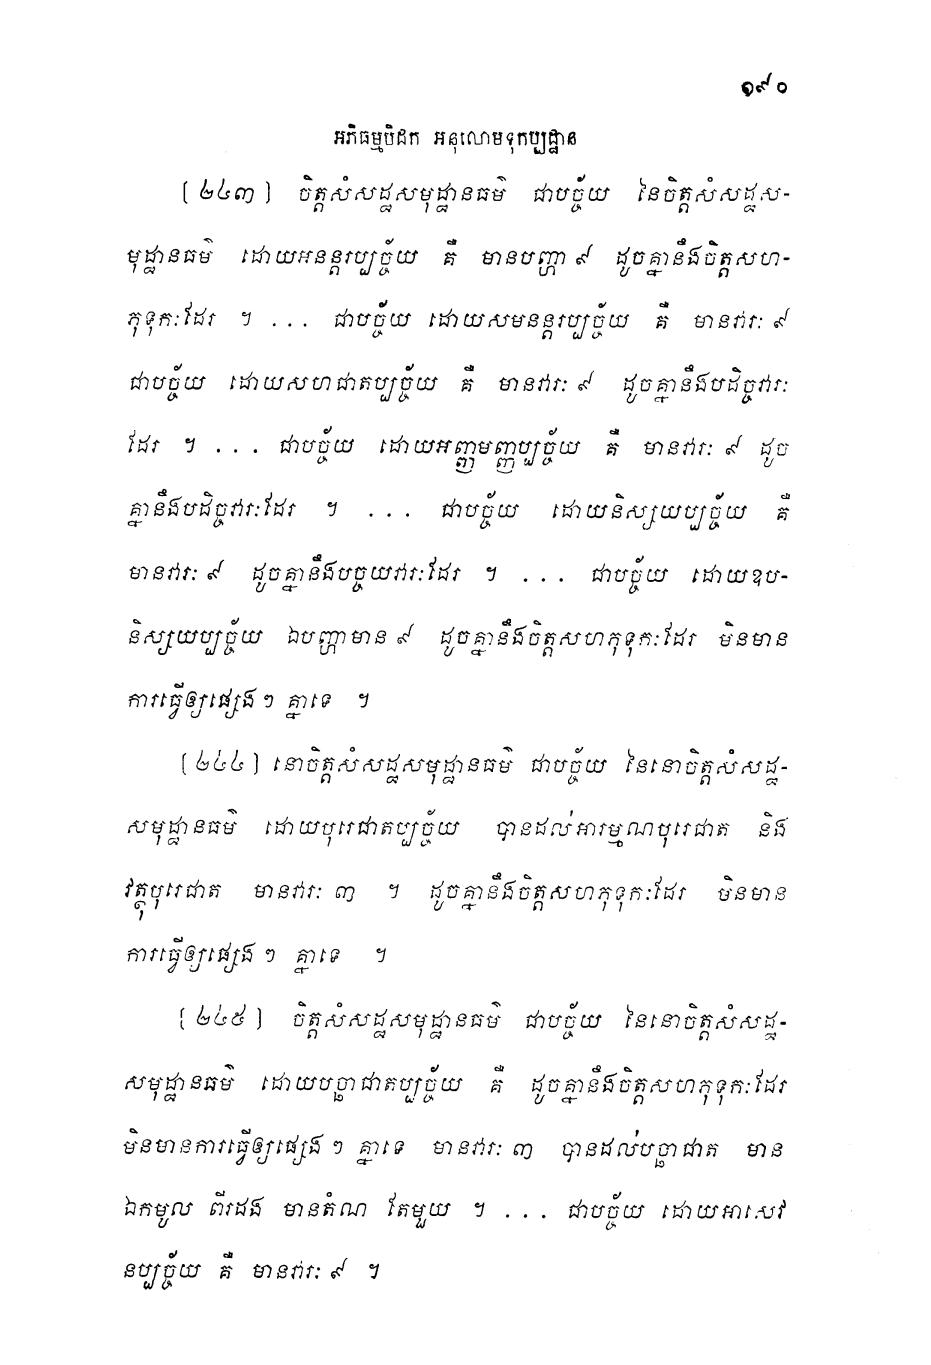 ១៩០
អភិធម្មបិដក អនុលោមទុកប្បដ្ឋាន
[២៤៣] ចិត្តសំសដ្ឋសមុដ្ឋានធម៌ ជាបច្ច័យ នៃចិត្តសំសដ្ឋស-
មុដ្ឋានធម៌ ដោយអនន្តរប្បច្ច័យ គឺ មានបញ្ហា ៩ ដូចគ្នានឹងចិត្តសហ-
ភុទុកៈដែរ ។ ... ជាបច្ច័យ ដោយសមនន្តរប្បច្ច័យ គឺ មានវារៈ ៩
ជាបច្ច័យ ដោយសហជាតប្បច្ច័យ គឺ មានវារៈ ៩ ដូចគ្នានឹងបដិច្ចវារៈ
ដែរ ។ ... ជាបច្ច័យ ដោយអញ្ញមញ្ញប្បច្ច័យ គឺ មានវារៈ ៩ ដូច
គ្នានឹងបដិច្ចវារៈដែរ ។ ... ជាបច្ច័យ ដោយនិស្សយប្បច្ច័យ គឺ
មានវារៈ ៩ ដូចគ្នានឹងបច្ចយវារៈដែរ ។ ... ជាបច្ច័យ ដោយឧប-
និស្សយប្បច្ច័យ ឯបញ្ហាមាន ៩ ដូចគ្នានឹងចិត្តសហភុទុកៈដែរ មិនមាន
ការធ្វើឲ្យផ្សេង ៗ គ្នាទេ ។
[២៤៤] នោចិត្តសំសដ្ឋសមុដ្ឋានធម៌ ជាបច្ច័យ នៃនោចិត្តសំសដ្ឋ-
សមុដ្ឋានធម៌ ដោយបុរេជាតប្បច្ច័យ បានដល់អារម្មណបុរេជាត និង
វត្ថុបុរេជាត មានវារៈ ៣ ។ ដូចគ្នានឹងចិត្តសហភុទុកៈដែរ មិនមាន
ការធ្វើឲ្យផ្សេង ៗ គ្នាទេ ។
[២៤៥] ចិត្តសំសដ្ឋសមុដ្ឋានធម៌ ជាបច្ច័យ នៃនោចិត្តសំសដ្ឋ-
សមុដ្ឋានធម៌ ដោយបច្ឆាជាតប្បច្ច័យ គឺ ដូចគ្នានឹងចិត្តសហភុទុកៈដែរ
មិនមានការធ្វើឲ្យផ្សេង ៗ គ្នាទេ មានវារៈ ៣ បានដល់បច្ឆាជាត មាន
ឯកមូល ពីរដង មានតំណ តែមួយ ។ ... ជាបច្ច័យ ដោយអាសេវ
នប្បច្ច័យ គឺ មានវារៈ ៩ ។